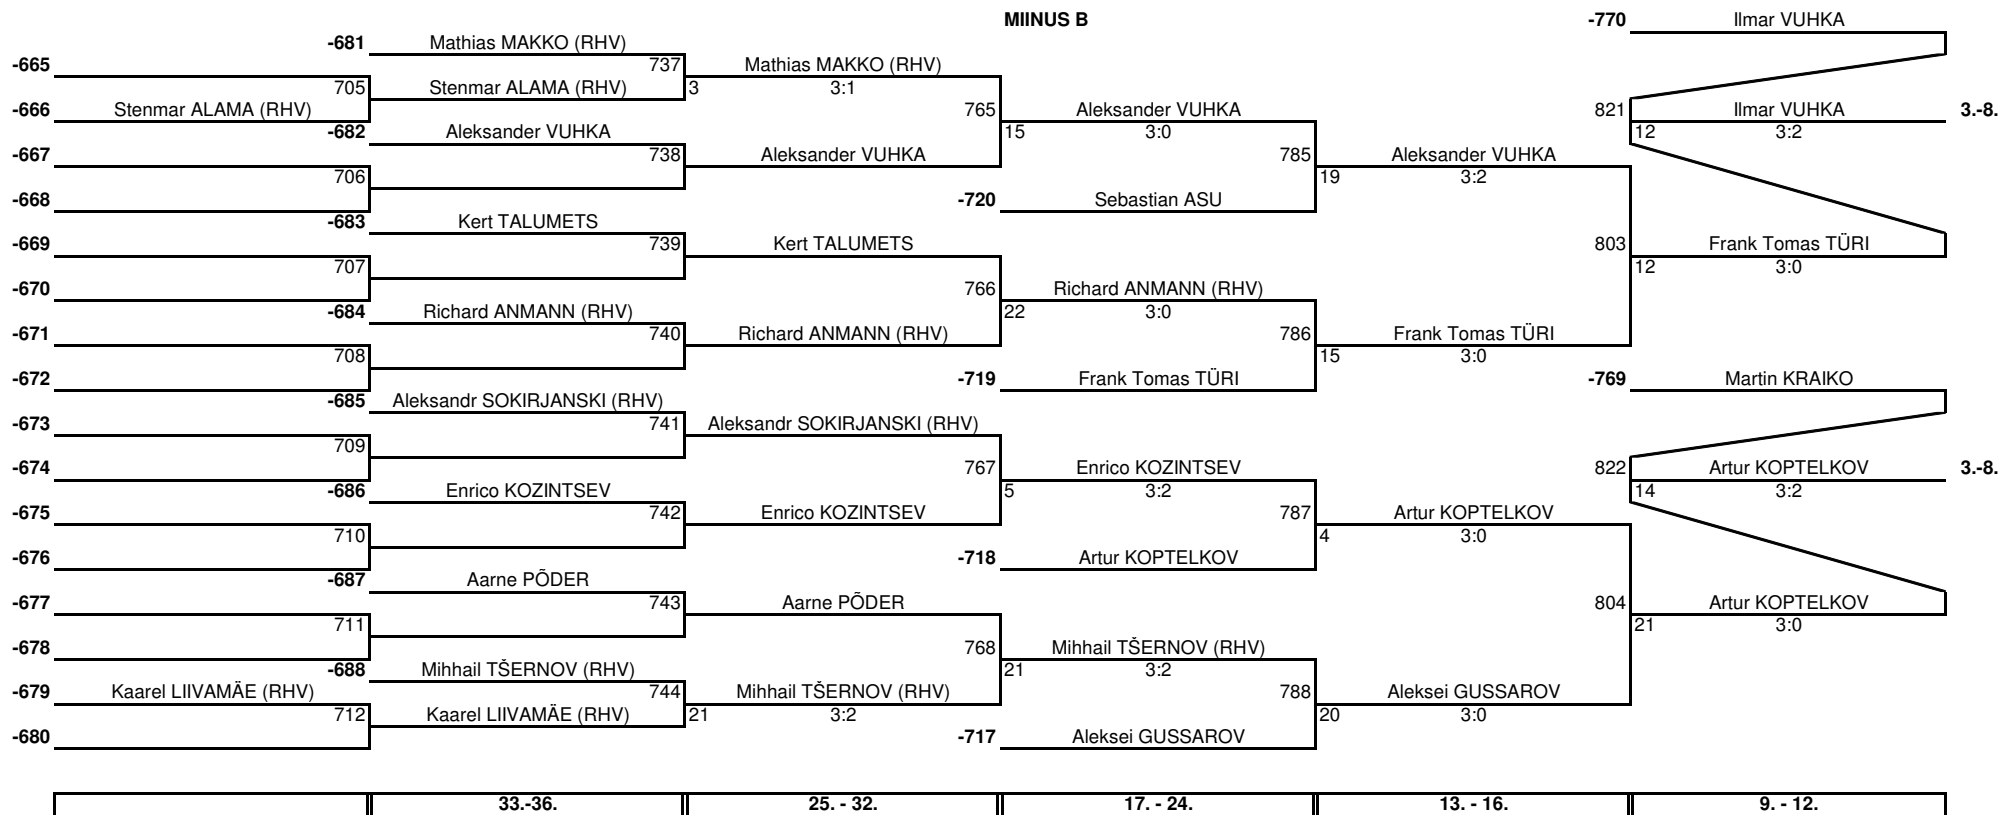 MIINUS B -770 Ilmar VUHKA
-681 Mathias MAKKO (RHV)
-665 737 Mathias MAKKO (RHV)
705 Stenmar ALAMA (RHV) 3 3:1
-666 Stenmar ALAMA (RHV) 765 Aleksander VUHKA 821 Ilmar VUHKA 3.-8.
-682 Aleksander VUHKA 15 3:0 12 3:2
-667 738 Aleksander VUHKA 785 Aleksander VUHKA
706 19 3:2
-668 -720 Sebastian ASU
-683 Kert TALUMETS
-669 739 Kert TALUMETS 803 Frank Tomas TÜRI
707 12 3:0
-670 766 Richard ANMANN (RHV)
-684 Richard ANMANN (RHV) 22 3:0
-671 740 Richard ANMANN (RHV) 786 Frank Tomas TÜRI
708 15 3:0
-672 -719 Frank Tomas TÜRI -769 Martin KRAIKO
-685 Aleksandr SOKIRJANSKI (RHV)
-673 741 Aleksandr SOKIRJANSKI (RHV)
709
-674 767 Enrico KOZINTSEV 822 Artur KOPTELKOV 3.-8.
-686 Enrico KOZINTSEV 5 3:2 14 3:2
-675 742 Enrico KOZINTSEV 787 Artur KOPTELKOV
710 4 3:0
-676 -718 Artur KOPTELKOV
-687 Aarne PÕDER
-677 743 Aarne PÕDER 804 Artur KOPTELKOV
711 21 3:0
-678 768 Mihhail TŠERNOV (RHV)
-688 Mihhail TŠERNOV (RHV) 21 3:2
-679 Kaarel LIIVAMÄE (RHV) 744 Mihhail TŠERNOV (RHV) 788 Aleksei GUSSAROV
712 Kaarel LIIVAMÄE (RHV) 21 3:2 20 3:0
-680 -717 Aleksei GUSSAROV
33.-36. 25. - 32. 17. - 24. 13. - 16. 9. - 12.